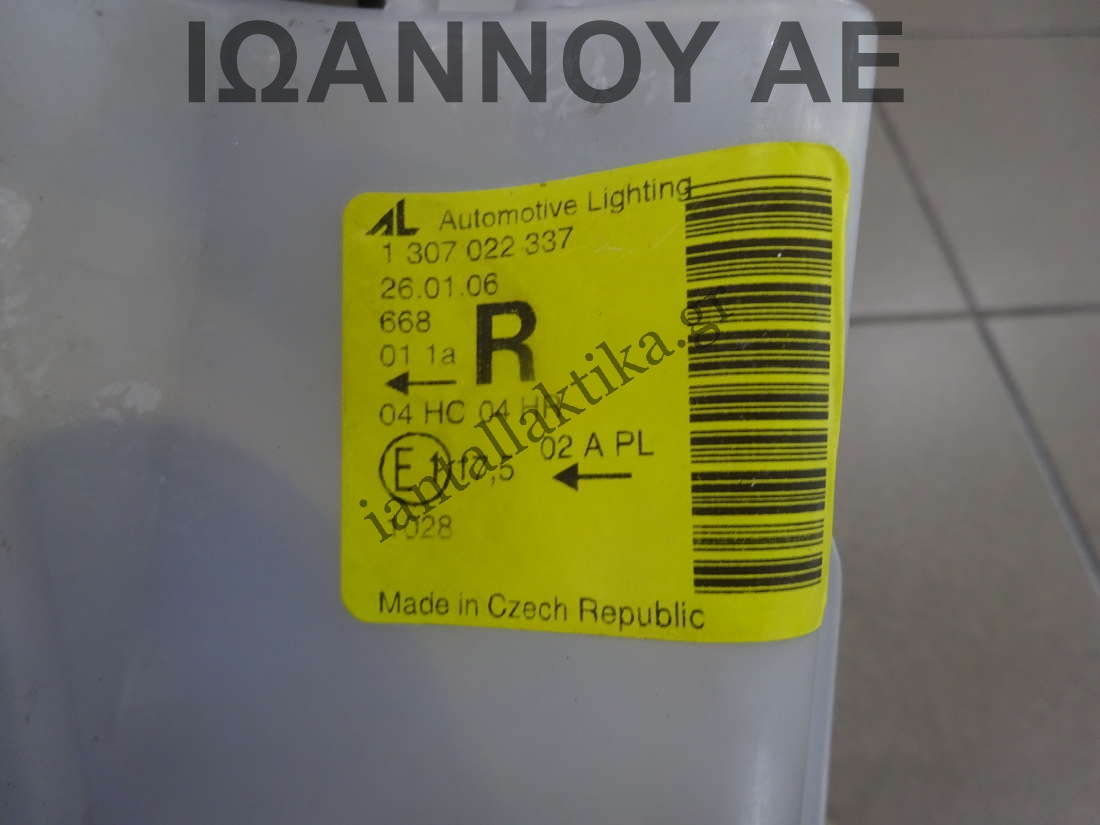 ΙΩΑΝΝΟΥ ΑΕ
AL Automotive Lighting
1 307 022 337
26.01.06
668
R
01 1a
04 HC 04
02 A PL
E
Made in Czech Republic
iantallaktika.gr